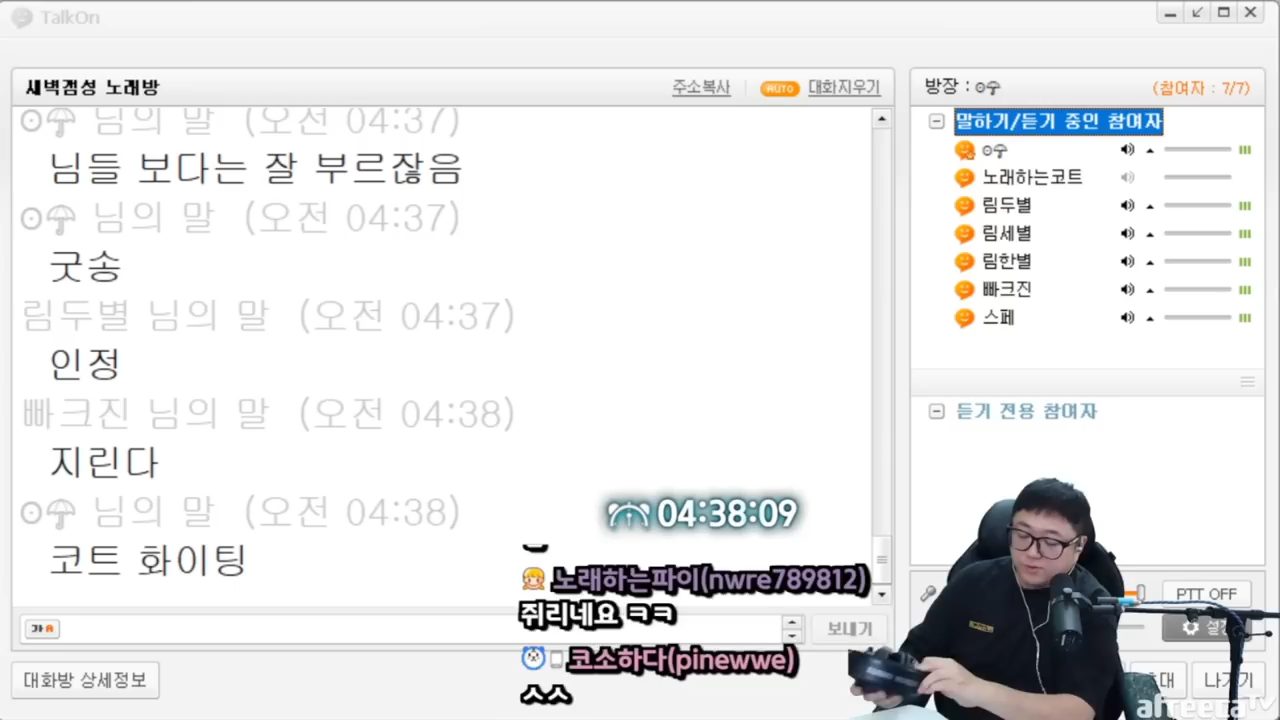 TalkOn
새벽겜성 노래방
주소복사
AUTO
대화지우기
님의 말 (오전 04:37)
님들 보다는 잘 부르잖음
님의 말 (오전 04:37)
굿송
림두별 님의 말 (오전 04:37)
인정
빠크진 님의 말 (오전 04:38)
지린다
님의 말 (오전 04:38)
코트 화이팅
가
보내기
대화방 상세정보
방장 : ⊙☂
(참여자 : 7/7)
말하기/듣기 중인 참여자
⊙☂
노래하는코트
림두별
림세별
림한별
빠크진
스페
듣기 전용 참여자
PTT OFF
나가기
04:38:09
노래하는파이(nwre789812)
쥐리네요 ㅋㅋ
코소하다(pinewwe)
ㅅㅅ
afreecaTV